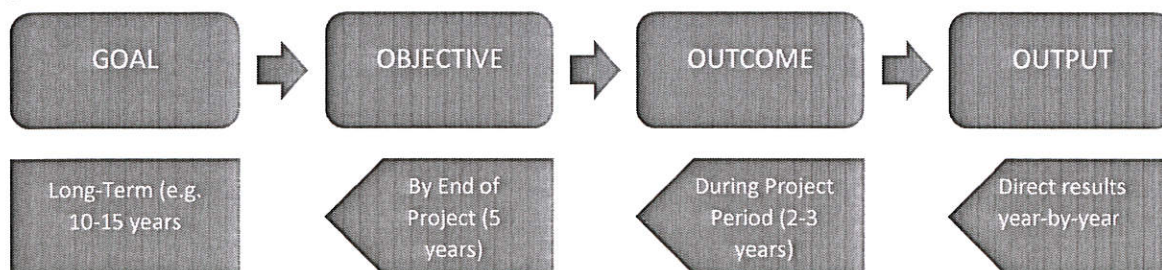 GOAL
OBJECTIVE
OUTCOME
OUTPUT
Long-Term (e.g.
10-15 years
By End of
Project (5
years)
During Project
Period (2-3
years)
Direct results
year-by-year